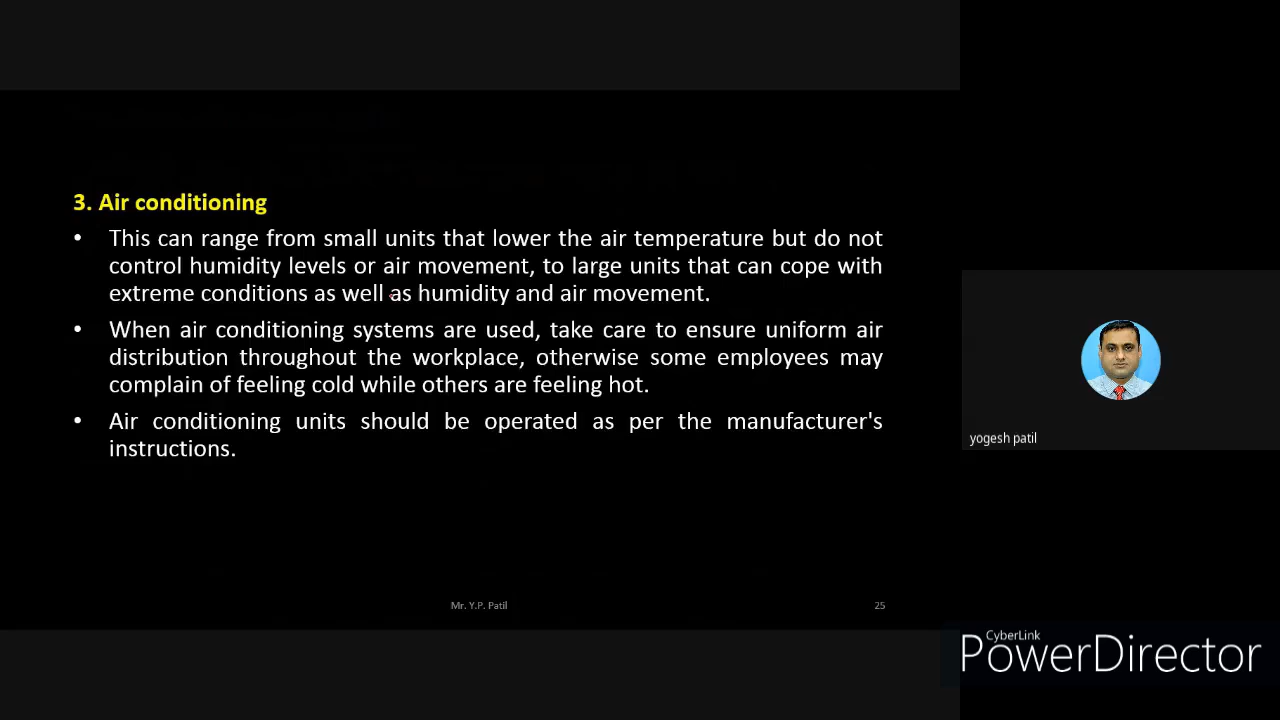 3. Air conditioning
• This can range from small units that lower the air temperature but do not
control humidity levels or air movement, to large units that can cope with
extreme conditions as well as humidity and air movement.
• When air conditioning systems are used, take care to ensure uniform air
distribution throughout the workplace, otherwise some employees may
complain of feeling cold while others are feeling hot.
• Air conditioning units should be operated as per the manufacturer's
instructions.
yogesh patil
Mr. Y.P. Patil
25
CyberLink
PowerDirector